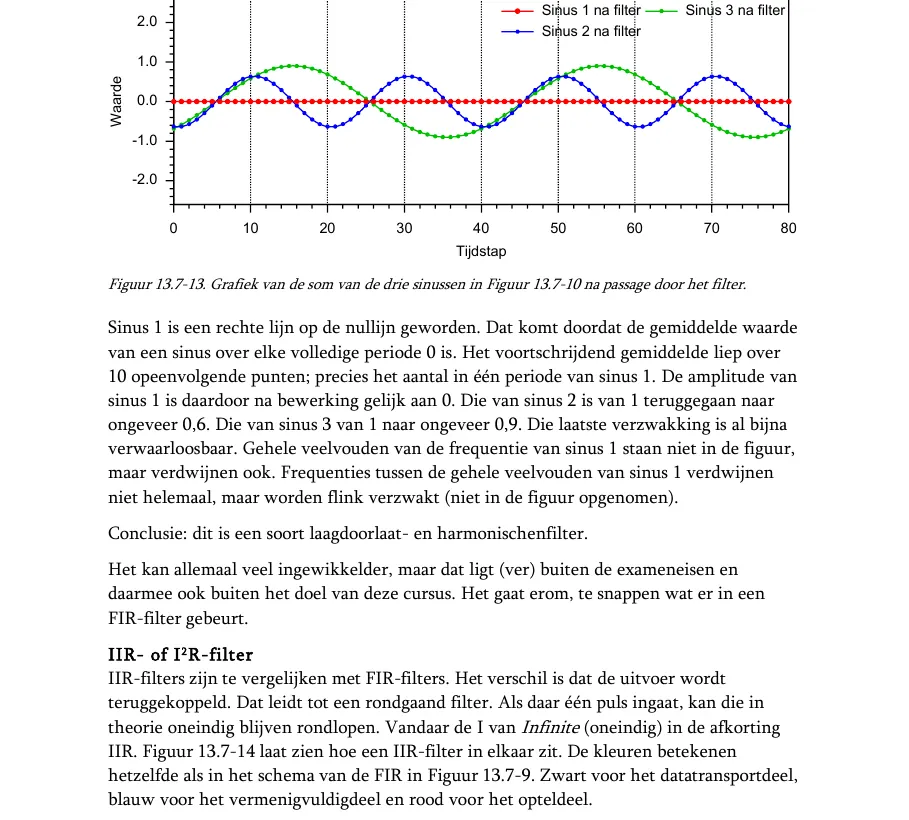 Sinus 1 na filter Sinus 3 na filter
Sinus 2 na filter
2.0
1.0
0.0
-1.0
-2.0
Waarde
0 10 20 30 40 50 60 70 80
Tijdstap
Figuur 13.7-13. Grafiek van de som van de drie sinussen in Figuur 13.7-10 na passage door het filter.
Sinus 1 is een rechte lijn op de nullijn geworden. Dat komt doordat de gemiddelde waarde
van een sinus over elke volledige periode 0 is. Het voortschrijdend gemiddelde liep over
10 opeenvolgende punten; precies het aantal in één periode van sinus 1. De amplitude van
sinus 1 is daardoor na bewerking gelijk aan 0. Die van sinus 2 is van 1 teruggegaan naar
ongeveer 0,6. Die van sinus 3 van 1 naar ongeveer 0,9. Die laatste verzwakking is al bijna
verwaarloosbaar. Gehele veelvouden van de frequentie van sinus 1 staan niet in de figuur,
maar verdwijnen ook. Frequenties tussen de gehele veelvouden van sinus 1 verdwijnen
niet helemaal, maar worden flink verzwakt (niet in de figuur opgenomen).
Conclusie: dit is een soort laagdoorlaat- en harmonischenfilter.
Het kan allemaal veel ingewikkelder, maar dat ligt (ver) buiten de exameneisen en
daarmee ook buiten het doel van deze cursus. Het gaat erom, te snappen wat er in een
FIR-filter gebeurt.
IIR- of I²R-filter
IIR-filters zijn te vergelijken met FIR-filters. Het verschil is dat de uitvoer wordt
teruggekoppeld. Dat leidt tot een rondgaand filter. Als daar één puls ingaat, kan die in
theorie oneindig blijven rondlopen. Vandaar de I van Infinite (oneindig) in de afkorting
IIR. Figuur 13.7-14 laat zien hoe een IIR-filter in elkaar zit. De kleuren betekenen
hetzelfde als in het schema van de FIR in Figuur 13.7-9. Zwart voor het datatransportdeel,
blauw voor het vermenigvuldigdeel en rood voor het opteldeel.